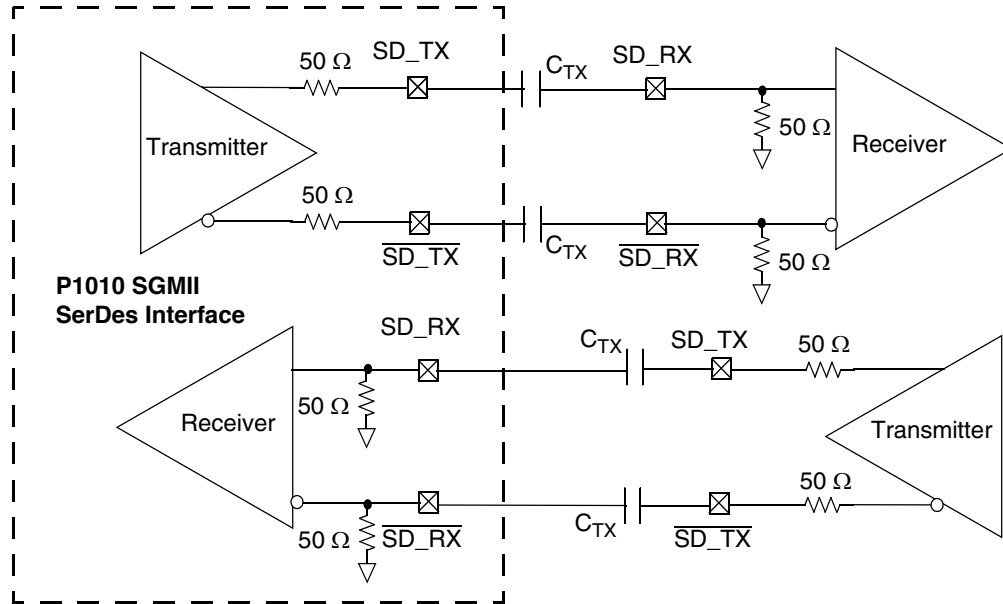 50 Ω
SD_TX
C_TX
SD_RX
50 Ω
Transmitter
Receiver
50 Ω
SD_TX
C_TX
SD_RX
50 Ω
P1010 SGMII
SerDes Interface
SD_RX
C_TX
SD_TX
50 Ω
50 Ω
Receiver
Transmitter
50 Ω
SD_RX
C_TX
SD_TX
50 Ω